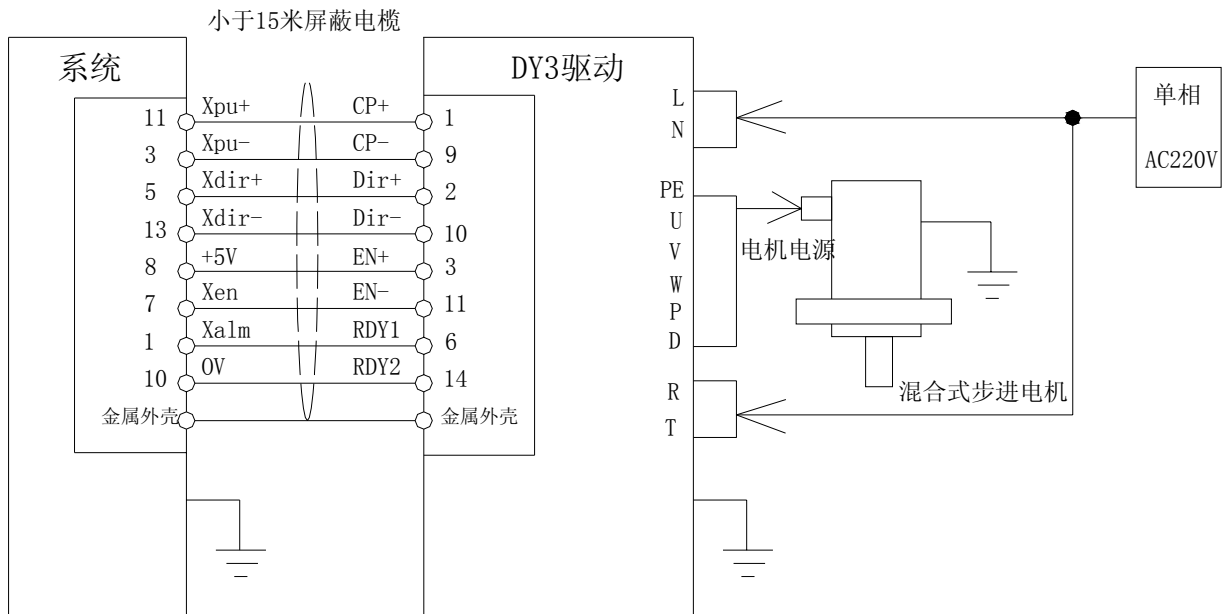 小于15米屏蔽电榄
系统
DY3驱动
单相
AC220V
11 Xpu+ CP+ 1
3 Xpu- CP- 9
5 Xdir+ Dir+ 2
13 Xdir- Dir- 10
8 +5V EN+ 3
7 Xen EN- 11
1 Xalm RDY1 6
10 0V RDY2 14
金属外壳 金属外壳
L
N
PE
U
V
W
P
D
R
T
电机电源
混合式步进电机